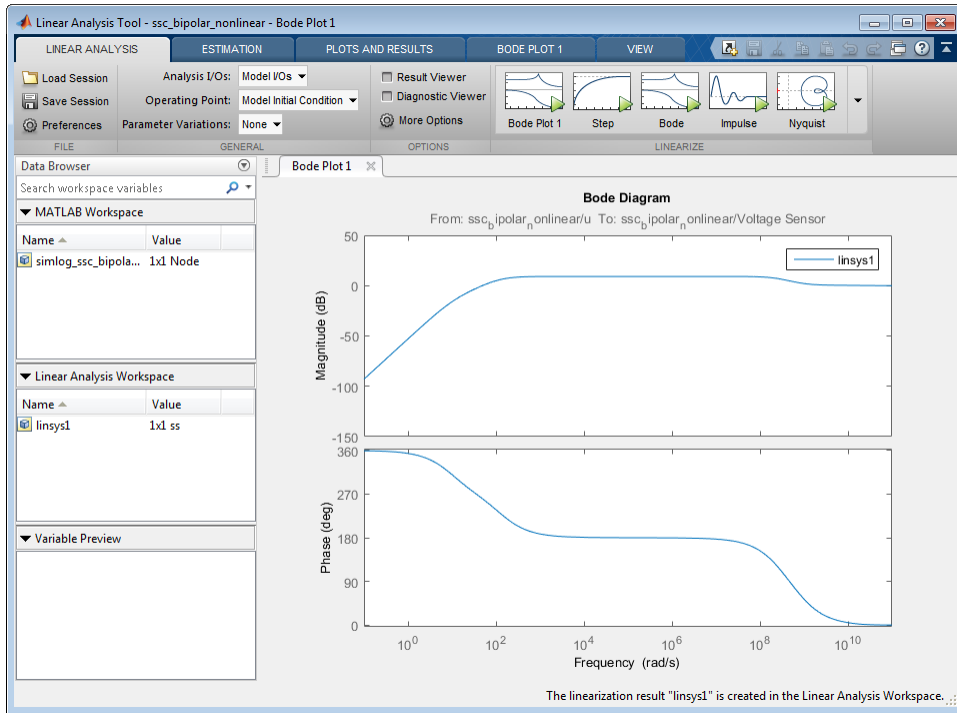 Linear Analysis Tool - ssc_bipolar_nonlinear - Bode Plot 1
LINEAR ANALYSIS
ESTIMATION
PLOTS AND RESULTS
BODE PLOT 1
VIEW
Load Session
Save Session
Preferences
FILE
Analysis I/Os: Model I/Os
Operating Point: Model Initial Condition
Parameter Variations: None
GENERAL
Result Viewer
Diagnostic Viewer
More Options
OPTIONS
Bode Plot 1
Step
Bode
Impulse
Nyquist
LINEARIZE
Data Browser
Search workspace variables
MATLAB Workspace
Name Value
simlog_ssc_bipola... 1x1 Node
Linear Analysis Workspace
Name Value
linsys1 1x1 ss
Variable Preview
Bode Plot 1
Bode Diagram
From: ssc_bipolar_nonlinear/u To: ssc_bipolar_nonlinear/Voltage Sensor
linsys1
Magnitude (dB)
50
0
-50
-100
-150
Phase (deg)
360
270
180
90
0
10^0 10^2 10^4 10^6 10^8 10^10
Frequency (rad/s)
The linearization result "linsys1" is created in the Linear Analysis Workspace.